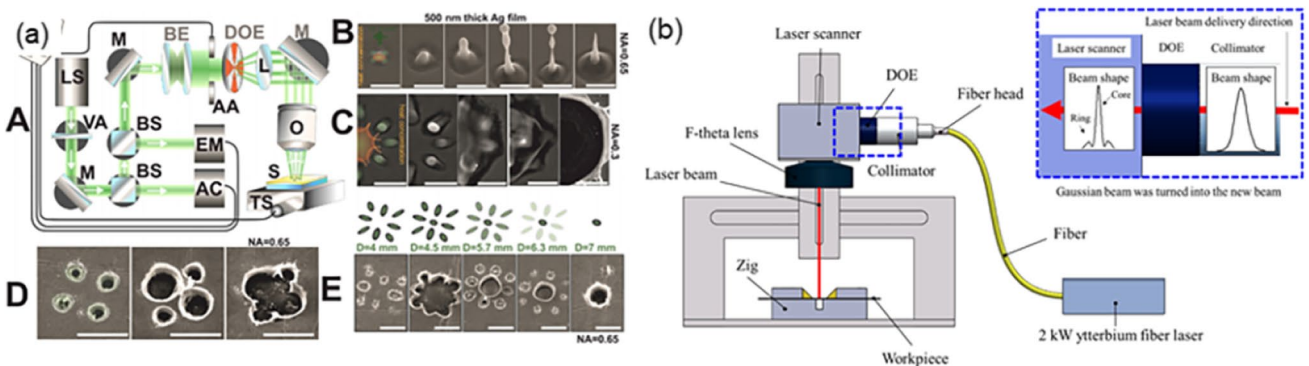 (a)
M
BE
DOE
M
LS
L
A
VA
BS
AA
O
EM
M
BS
AC
S
TS
500 nm thick Ag film
B
NA=0.65
C
heat concentration
NA=0.3
D=4 mm
D=4.5 mm
D=5.7 mm
D=6.3 mm
D=7 mm
NA=0.65
D
E
NA=0.65
(b)
Laser scanner
DOE
Fiber head
F-theta lens
Laser beam
Collimator
Fiber
Zig
Workpiece
2 kW ytterbium fiber laser
Laser beam delivery direction
Laser scanner
DOE
Collimator
Beam shape
Core
Ring
Beam shape
Gaussian beam was turned into the new beam